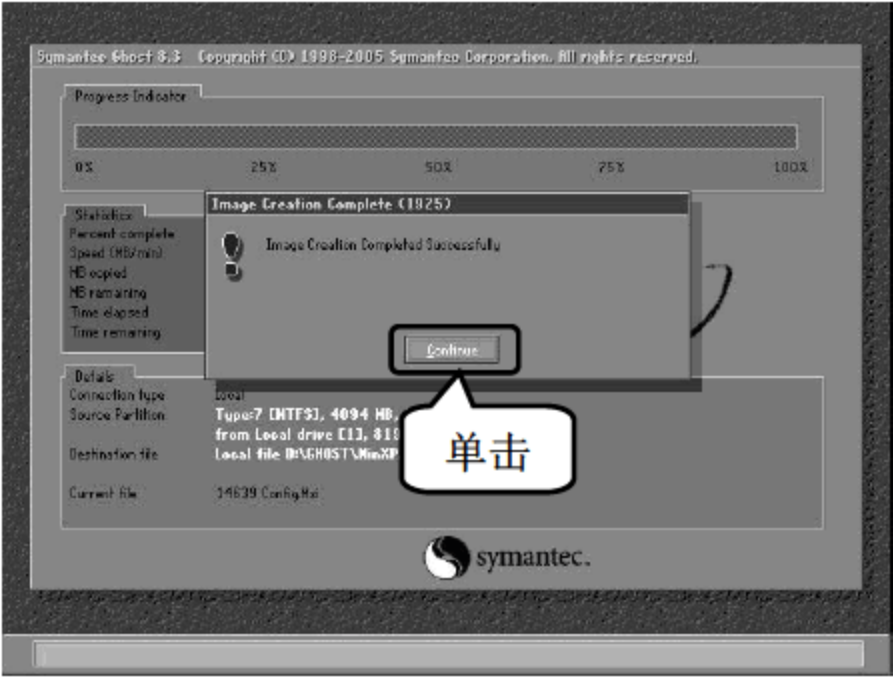 Symantec Ghost 8.3 Copyright (C) 1998-2005 Symantec Corporation. All rights reserved.
Progress Indicator
0% 25% 50% 75% 100%
Image Creation Complete (1925)
Image Creation Completed Successfully
Continue
单击
Statistics
Percent complete
Speed (MB/min)
MB copied
MB remaining
Time elapsed
Time remaining
Details
Connection type Local
Source Partition Type:7 [NTFS], 4094 MB,
from Local drive [1], 819
Destination file Local file D:\GHOST\WinXP
Current file 14639 Config.Msi
symantec.